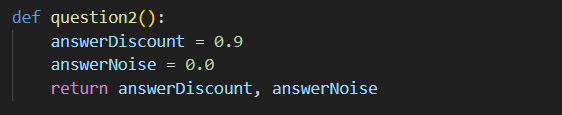 def question2():
    answerDiscount = 0.9
    answerNoise = 0.0
    return answerDiscount, answerNoise